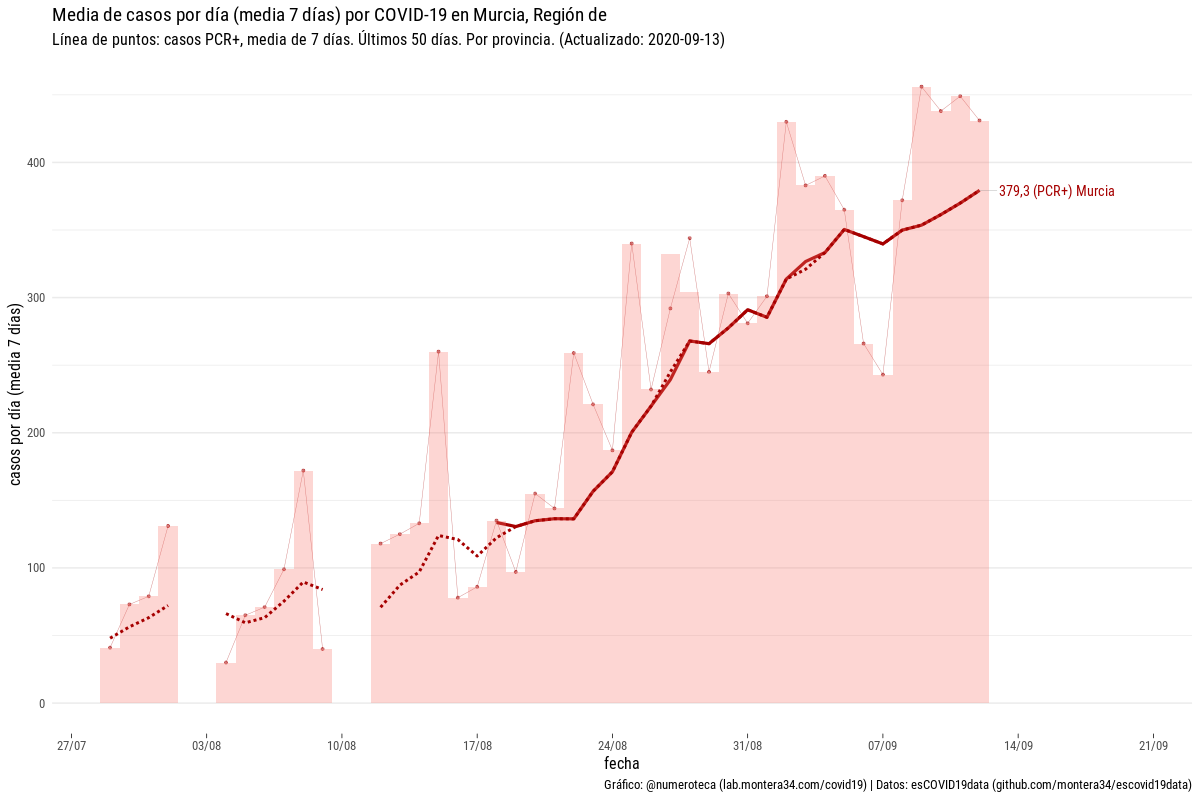 Media de casos por día (media 7 días) por COVID-19 en Murcia, Región de
Línea de puntos: casos PCR+, media de 7 días. Últimos 50 días. Por provincia. (Actualizado: 2020-09-13)
casos por día (media 7 días)
400
300
200
100
0
379,3 (PCR+) Murcia
27/07 03/08 10/08 17/08 24/08 31/08 07/09 14/09 21/09
fecha
Gráfico: @numeroteca (lab.montera34.com/covid19) | Datos: esCOVID19data (github.com/montera34/escovid19data)